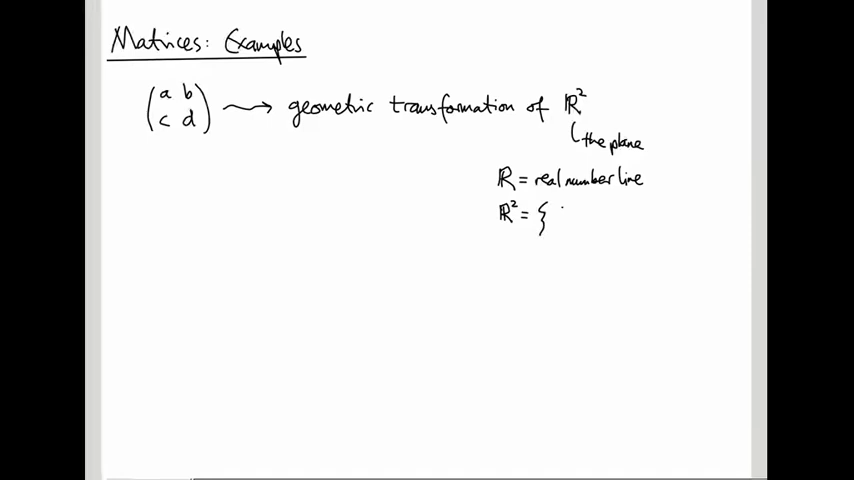 Matrices: Examples
(a b
c d) ⟿ geometric transformation of ℝ²
the plane
ℝ = real number line
ℝ² = {